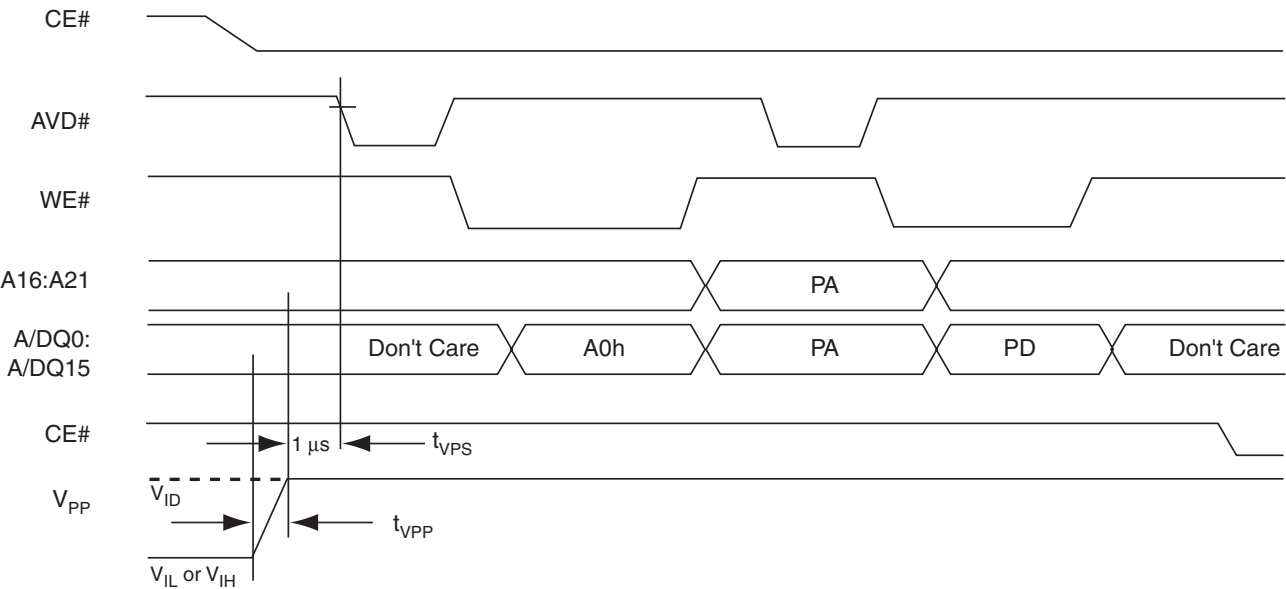 CE#
AVD#
WE#
A16:A21
PA
A/DQ0:
A/DQ15
Don't Care
A0h
PA
PD
Don't Care
CE#
1 μs
tVPS
VPP
VID
tVPP
VIL or VIH